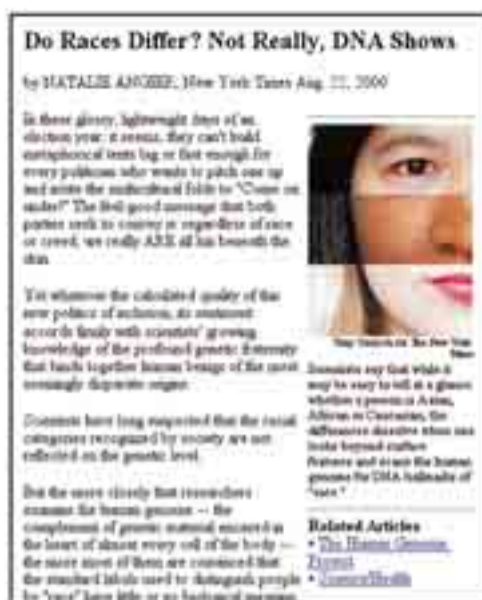 Do Races Differ? Not Really, DNA Shows
by NATALIE ANGIER, New York Times Aug. 22, 2000
In these glossy, lightweight days of an
election year, it seems, they can't build
metaphorical tents big or fast enough for
every politician who wants to pitch one up
and invite the multicultural folds to "Come on
under!" The feel-good message that both
parties seek to convey is: regardless of race
or creed, we really ARE all kin beneath the
skin.
Yet whatever the calculated quality of this
new politics of inclusion, its sentiment
accords firmly with scientists' growing
knowledge of the profound genetic fraternity
that binds together human beings of the most
seemingly disparate origins.
Scientists have long suspected that the racial
categories recognized by society are not
reflected on the genetic level.
But the more closely that researchers
examine the human genome -- the
complement of genetic material encased in
the heart of almost every cell of the body --
the more most of them are convinced that
the standard labels used to distinguish people
by "race" have little or no biological meaning.
for The New York
Times
Scientists say that while it
may be easy to tell at a glance
whether a person is Asian,
African or Caucasian, the
differences dissolve when one
looks beyond surface
features and scans the human
genome for DNA hallmarks of
"race."
Related Articles
• The Human Genome
Project
• Science/Health